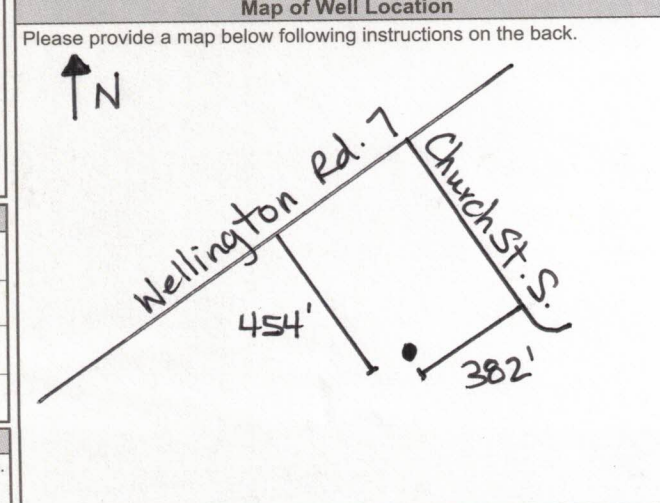 Map of Well Location
Please provide a map below following instructions on the back.
N
Wellington Rd. 7
Church St. S.
454'
382'